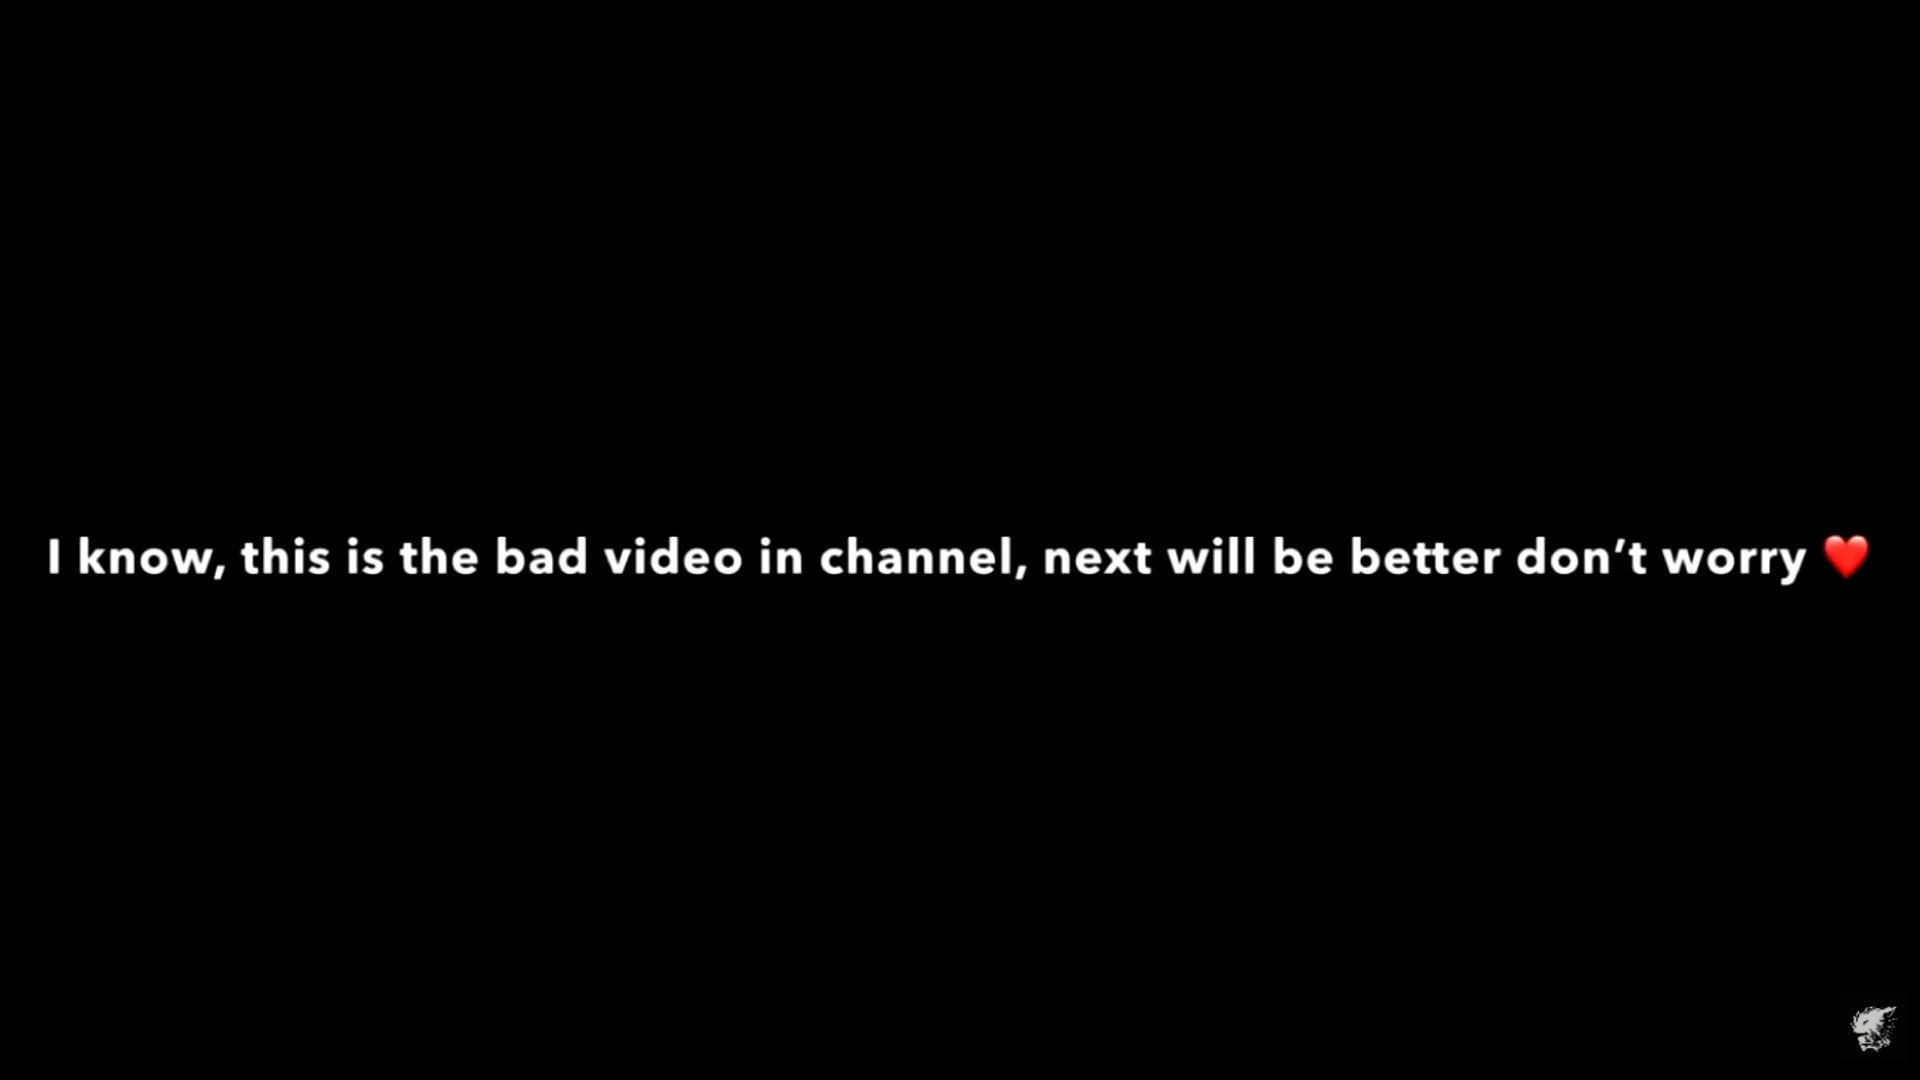 I know, this is the bad video in channel, next will be better don’t worry ❤️